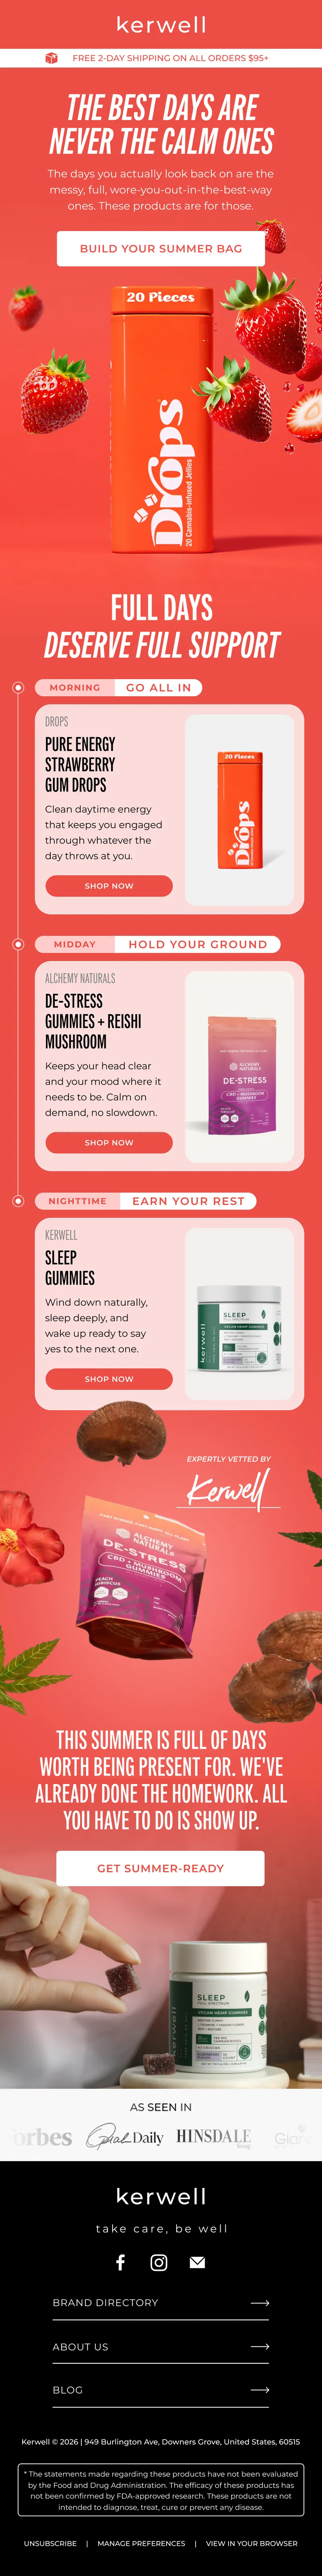 kerwell
FREE 2-DAY SHIPPING ON ALL ORDERS $95+
THE BEST DAYS ARE
NEVER THE CALM ONES
The days you actually look back on are the
messy, full, wore-you-out-in-the-best-way
ones. These products are for those.
BUILD YOUR SUMMER BAG
20 Pieces
Drops
20 Cannabis-infused Jellies
FULL DAYS
DESERVE FULL SUPPORT
MORNING
GO ALL IN
DROPS
PURE ENERGY
STRAWBERRY
GUM DROPS
Clean daytime energy
that keeps you engaged
through whatever the
day throws at you.
SHOP NOW
20 Pieces
Drops
MIDDAY
HOLD YOUR GROUND
ALCHEMY NATURALS
DE-STRESS
GUMMIES + REISHI
MUSHROOM
Keeps your head clear
and your mood where it
needs to be. Calm on
demand, no slowdown.
SHOP NOW
ALCHEMY
NATURALS
DE-STRESS
CBD + MUSHROOM
GUMMIES
NIGHTTIME
EARN YOUR REST
KERWELL
SLEEP
GUMMIES
Wind down naturally,
sleep deeply, and
wake up ready to say
yes to the next one.
SHOP NOW
kerwell
SLEEP
FULL SPECTRUM
VEGAN HEMP GUMMIES
EXPERTLY VETTED BY
Kerwell
ALCHEMY
NATURALS
DE-STRESS
CBD + MUSHROOM
GUMMIES
PEACH
HIBISCUS
THIS SUMMER IS FULL OF DAYS
WORTH BEING PRESENT FOR. WE'VE
ALREADY DONE THE HOMEWORK. ALL
YOU HAVE TO DO IS SHOW UP.
GET SUMMER-READY
kerwell
SLEEP
FULL SPECTRUM
VEGAN HEMP GUMMIES
AS SEEN IN
orbes
Daily
HINSDALE
living
Glan
kerwell
take care, be well
BRAND DIRECTORY
ABOUT US
BLOG
Kerwell © 2026 | 949 Burlington Ave, Downers Grove, United States, 60515
* The statements made regarding these products have not been evaluated
by the Food and Drug Administration. The efficacy of these products has
not been confirmed by FDA-approved research. These products are not
intended to diagnose, treat, cure or prevent any disease.
UNSUBSCRIBE | MANAGE PREFERENCES | VIEW IN YOUR BROWSER